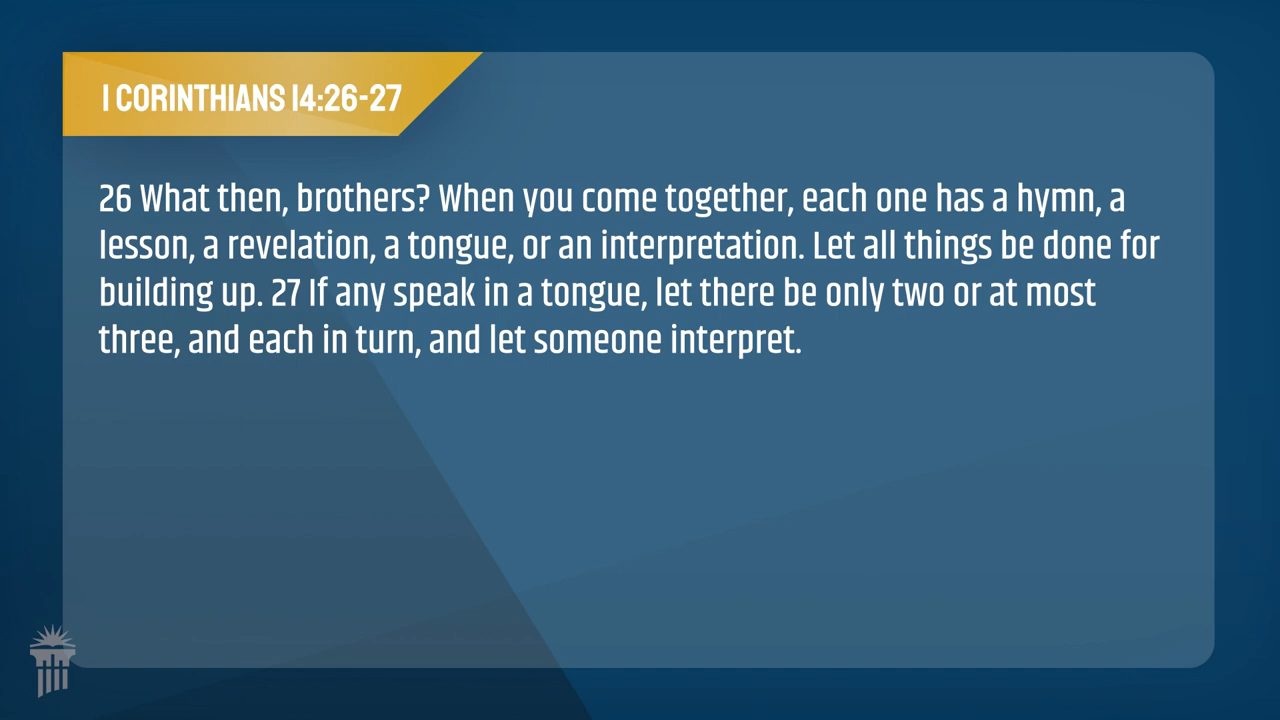 1 CORINTHIANS 14:26-27
26 What then, brothers? When you come together, each one has a hymn, a
lesson, a revelation, a tongue, or an interpretation. Let all things be done for
building up. 27 If any speak in a tongue, let there be only two or at most
three, and each in turn, and let someone interpret.